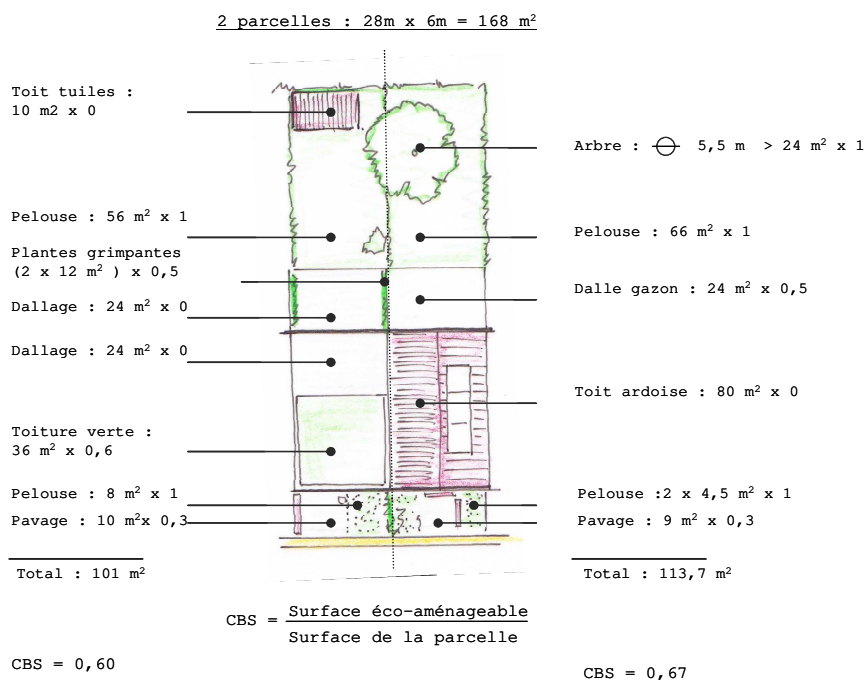 2 parcelles : 28m x 6m = 168 m²
Toit tuiles :
10 m2 x 0
Pelouse : 56 m² x 1
Plantes grimpantes
(2 x 12 m² ) x 0,5
Dallage : 24 m² x 0
Dallage : 24 m² x 0
Toiture verte :
36 m² x 0,6
Pelouse : 8 m² x 1
Pavage : 10 m²x 0,3
Total : 101 m²
Arbre : 5,5 m > 24 m² x 1
Pelouse : 66 m² x 1
Dalle gazon : 24 m² x 0,5
Toit ardoise : 80 m² x 0
Pelouse :2 x 4,5 m² x 1
Pavage : 9 m² x 0,3
Total : 113,7 m²
CBS = Surface éco-aménageable
Surface de la parcelle
CBS = 0,60
CBS = 0,67